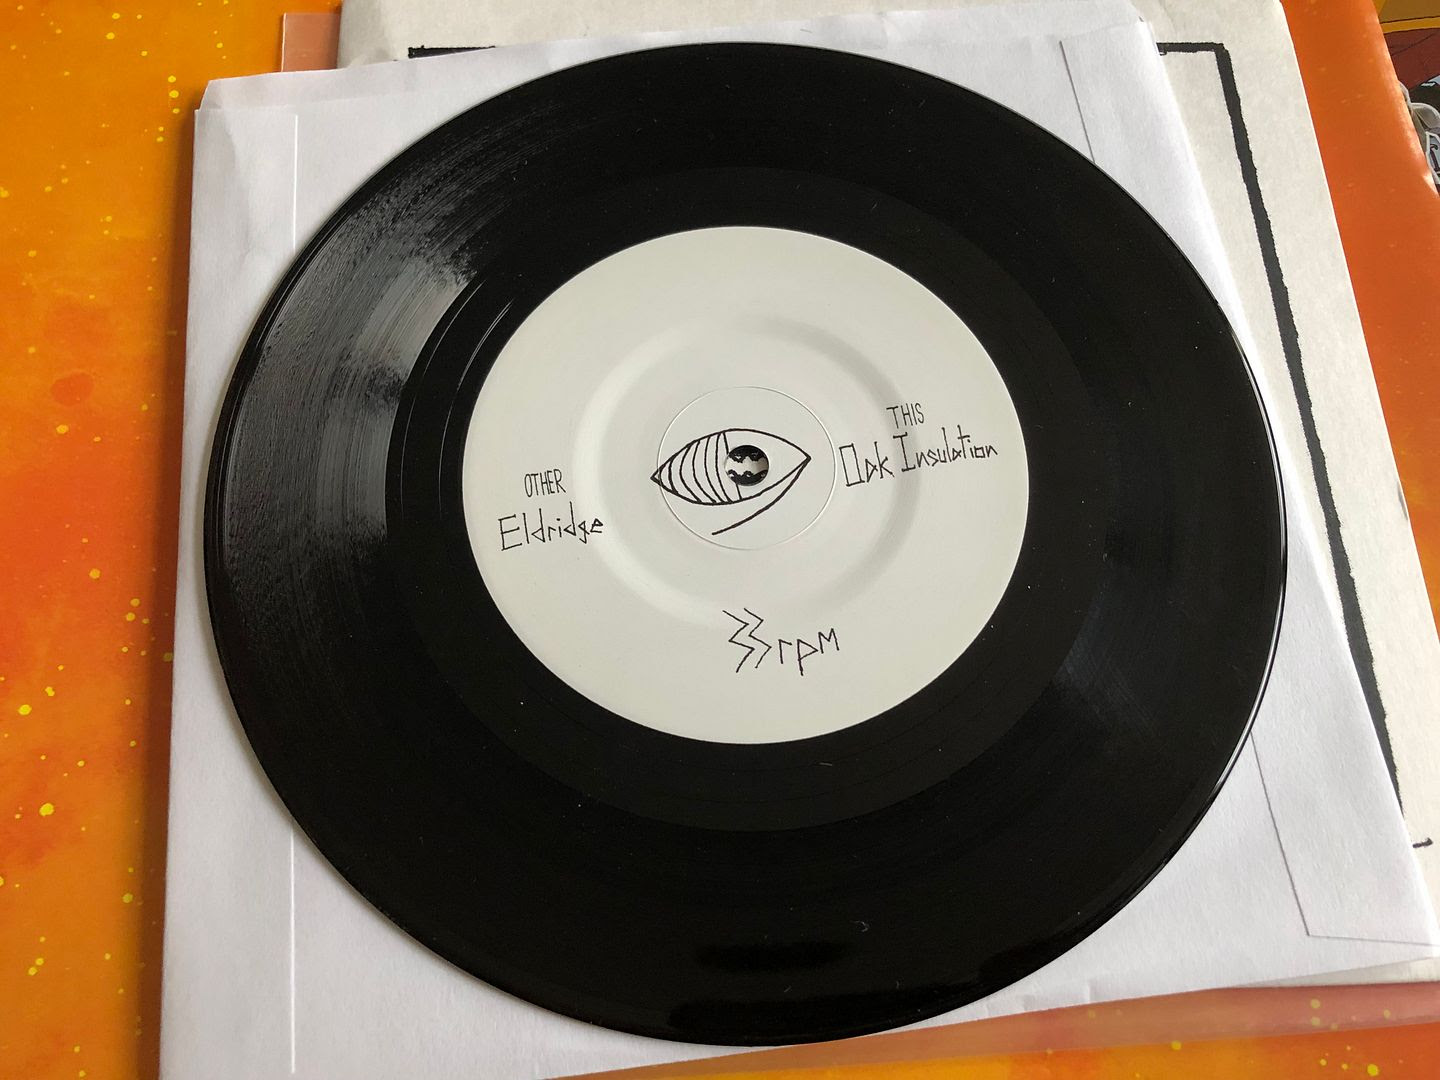 OTHER
Eldridge
THIS
Oak Insulation
33rpm